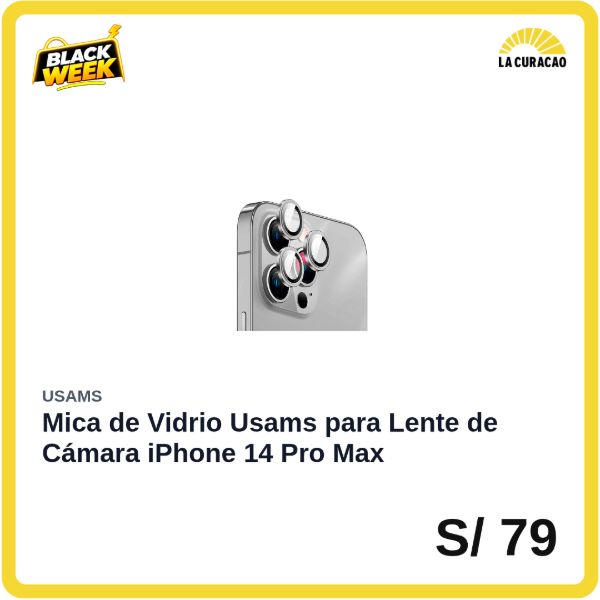 BLACK
WEEK
LA CURACAO
USAMS
Mica de Vidrio Usams para Lente de
Cámara iPhone 14 Pro Max
S/ 79